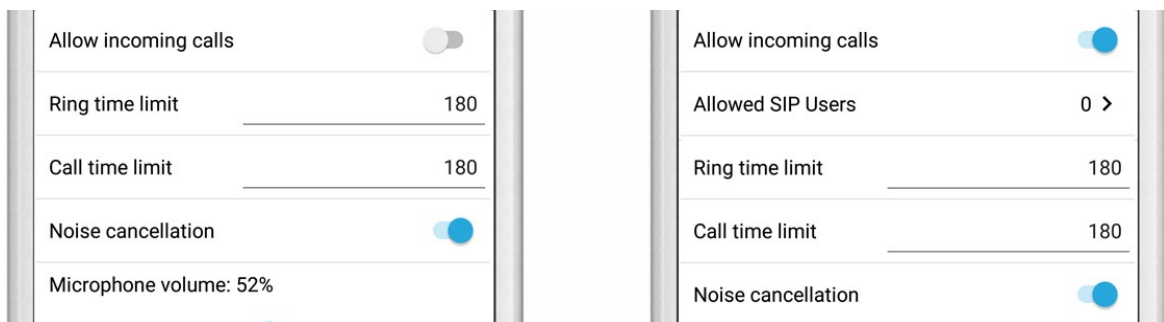 Allow incoming calls
Ring time limit 180
Call time limit 180
Noise cancellation
Microphone volume: 52%
Allow incoming calls
Allowed SIP Users 0 >
Ring time limit 180
Call time limit 180
Noise cancellation